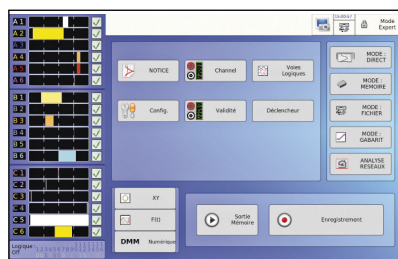 A 1
A 2
A 3
A 4
A 5
A 6
B 1
B 2
B 3
B 4
B 5
B 6
C 1
C 2
C 3
C 4
C 5
C 6
Logique
Off
Mode
Expert
NOTICE
Channel
Voies
Logiques
Config.
Validité
Déclencheur
MODE :
DIRECT
MODE :
MEMOIRE
MODE :
FICHIER
MODE :
GABARIT
ANALYSE
RESEAUX
XY
F(t)
DMM Numérique
Sortie
Mémoire
Enregistrement